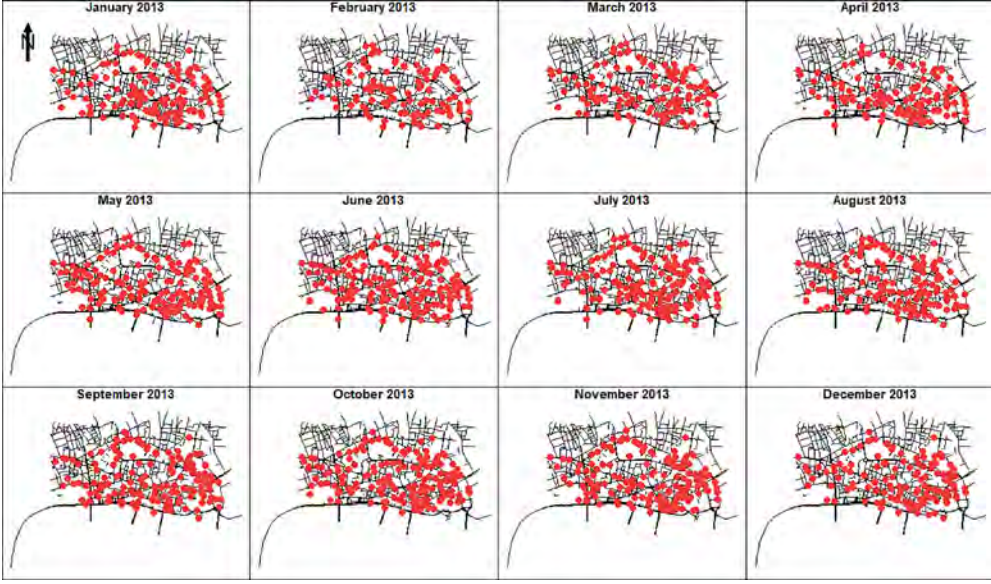 January 2013
February 2013
March 2013
April 2013
N
May 2013
June 2013
July 2013
August 2013
September 2013
October 2013
November 2013
December 2013